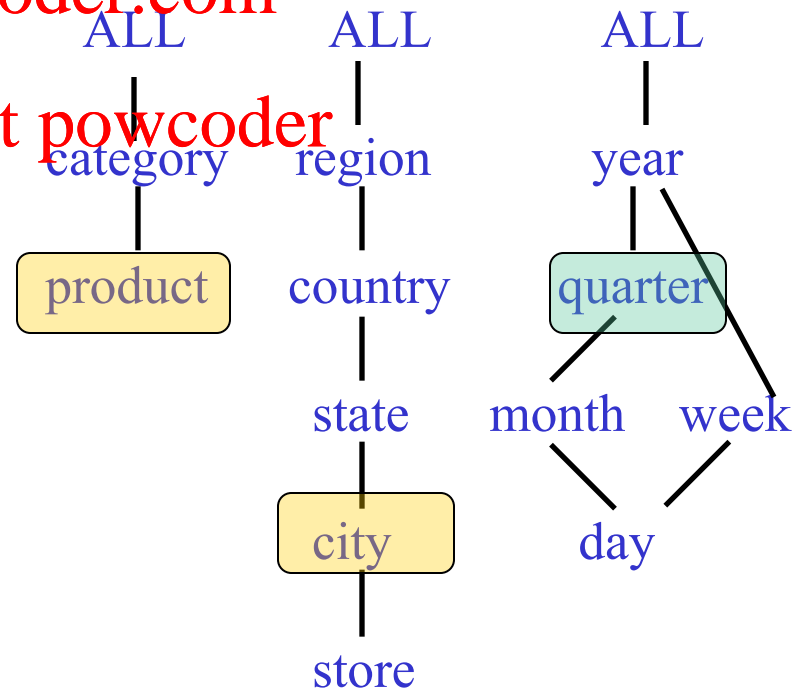 oder.com
ALL ALL ALL
t powcoder
category region year
product country quarter
state month week
city day
store